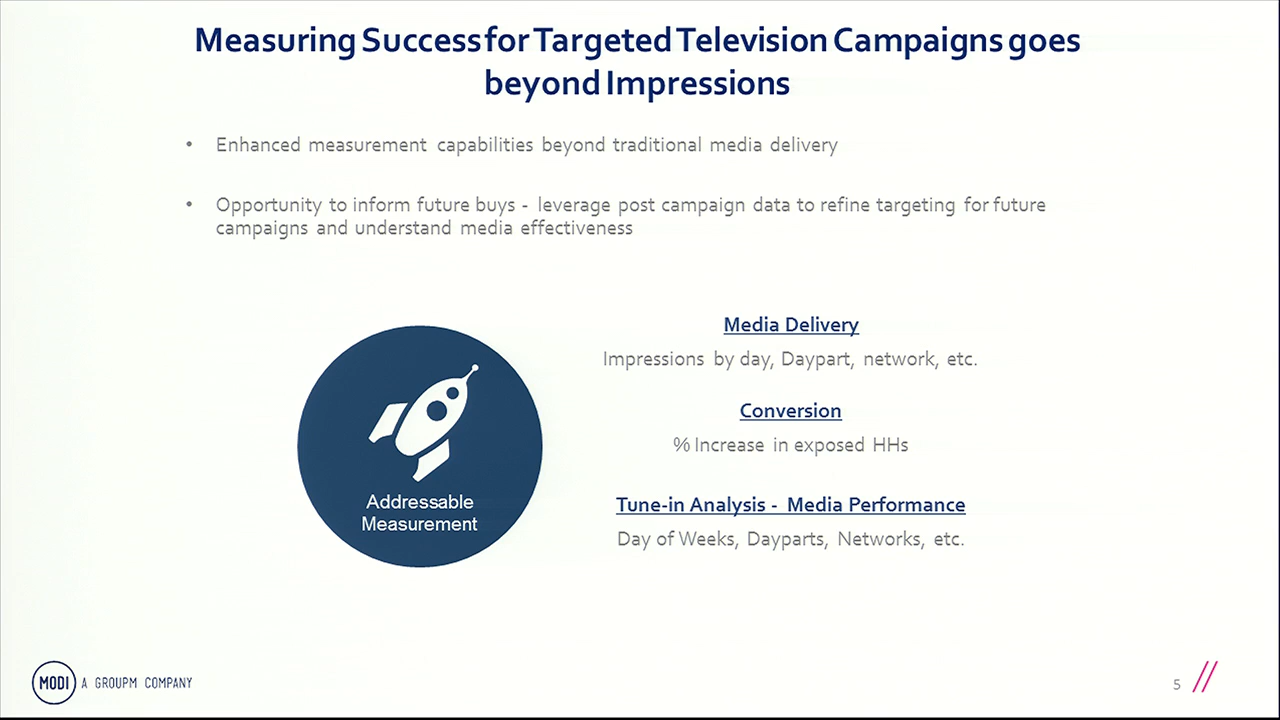 Measuring Success for Targeted Television Campaigns goes
beyond Impressions
• Enhanced measurement capabilities beyond traditional media delivery
• Opportunity to inform future buys - leverage post campaign data to refine targeting for future
campaigns and understand media effectiveness
Media Delivery
Impressions by day, Daypart, network, etc.
Conversion
% Increase in exposed HHs
Addressable
Measurement
Tune-in Analysis - Media Performance
Day of Weeks, Dayparts, Networks, etc.
MODI A GROUPM COMPANY
5